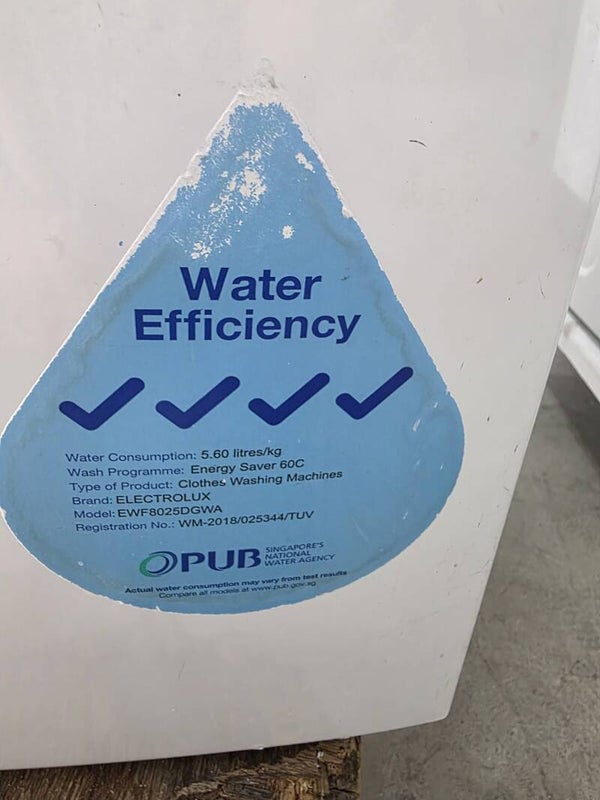 Water
Efficiency
Water Consumption: 5.60 litres/kg
Wash Programme: Energy Saver 60C
Type of Product: Clothes Washing Machines
Brand: ELECTROLUX
Model: EWF8025DGWA
Registration No.: WM-2018/025344/TUV
PUB SINGAPORE'S
NATIONAL
WATER AGENCY
Actual water consumption may vary from test results
Compare all models at www.pub.gov.sg